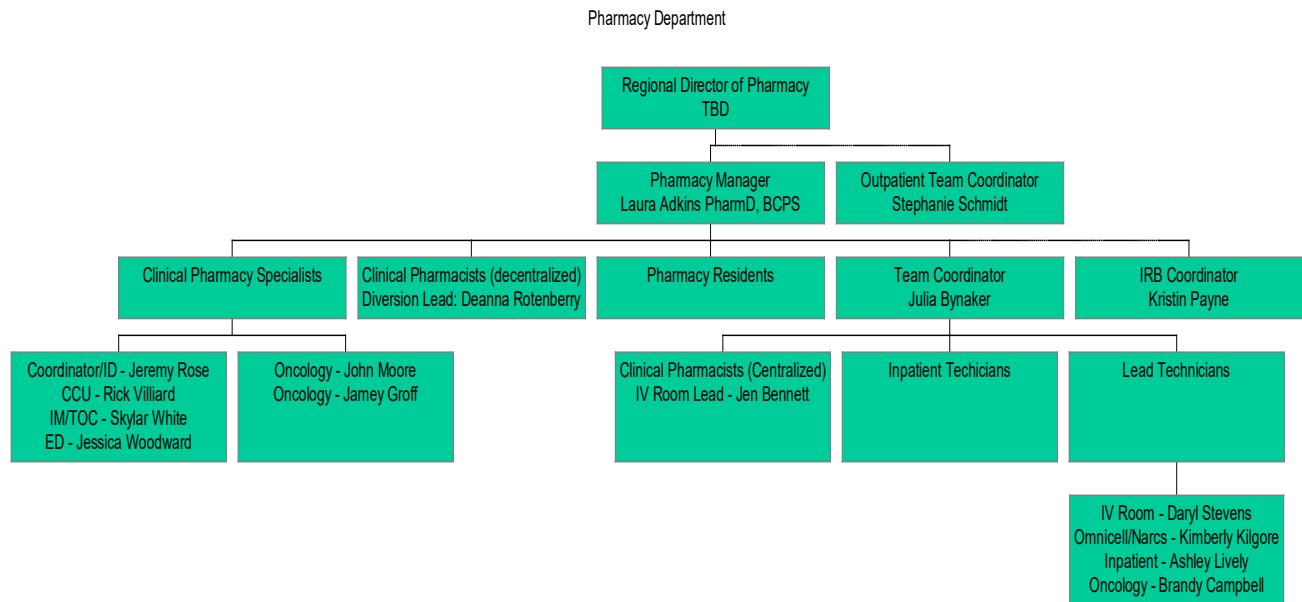 Pharmacy Department
Regional Director of Pharmacy
TBD
Pharmacy Manager
Laura Adkins PharmD, BCPS
Outpatient Team Coordinator
Stephanie Schmidt
Clinical Pharmacy Specialists
Clinical Pharmacists (decentralized)
Diversion Lead: Deanna Rotenberry
Pharmacy Residents
Team Coordinator
Julia Bynaker
IRB Coordinator
Kristin Payne
Coordinator/ID - Jeremy Rose
CCU - Rick Villiard
IM/TOC - Skylar White
ED - Jessica Woodward
Oncology - John Moore
Oncology - Jamey Groff
Clinical Pharmacists (Centralized)
IV Room Lead - Jen Bennett
Inpatient Techicians
Lead Technicians
IV Room - Daryl Stevens
Omnicell/Narcs - Kimberly Kilgore
Inpatient - Ashley Lively
Oncology - Brandy Campbell